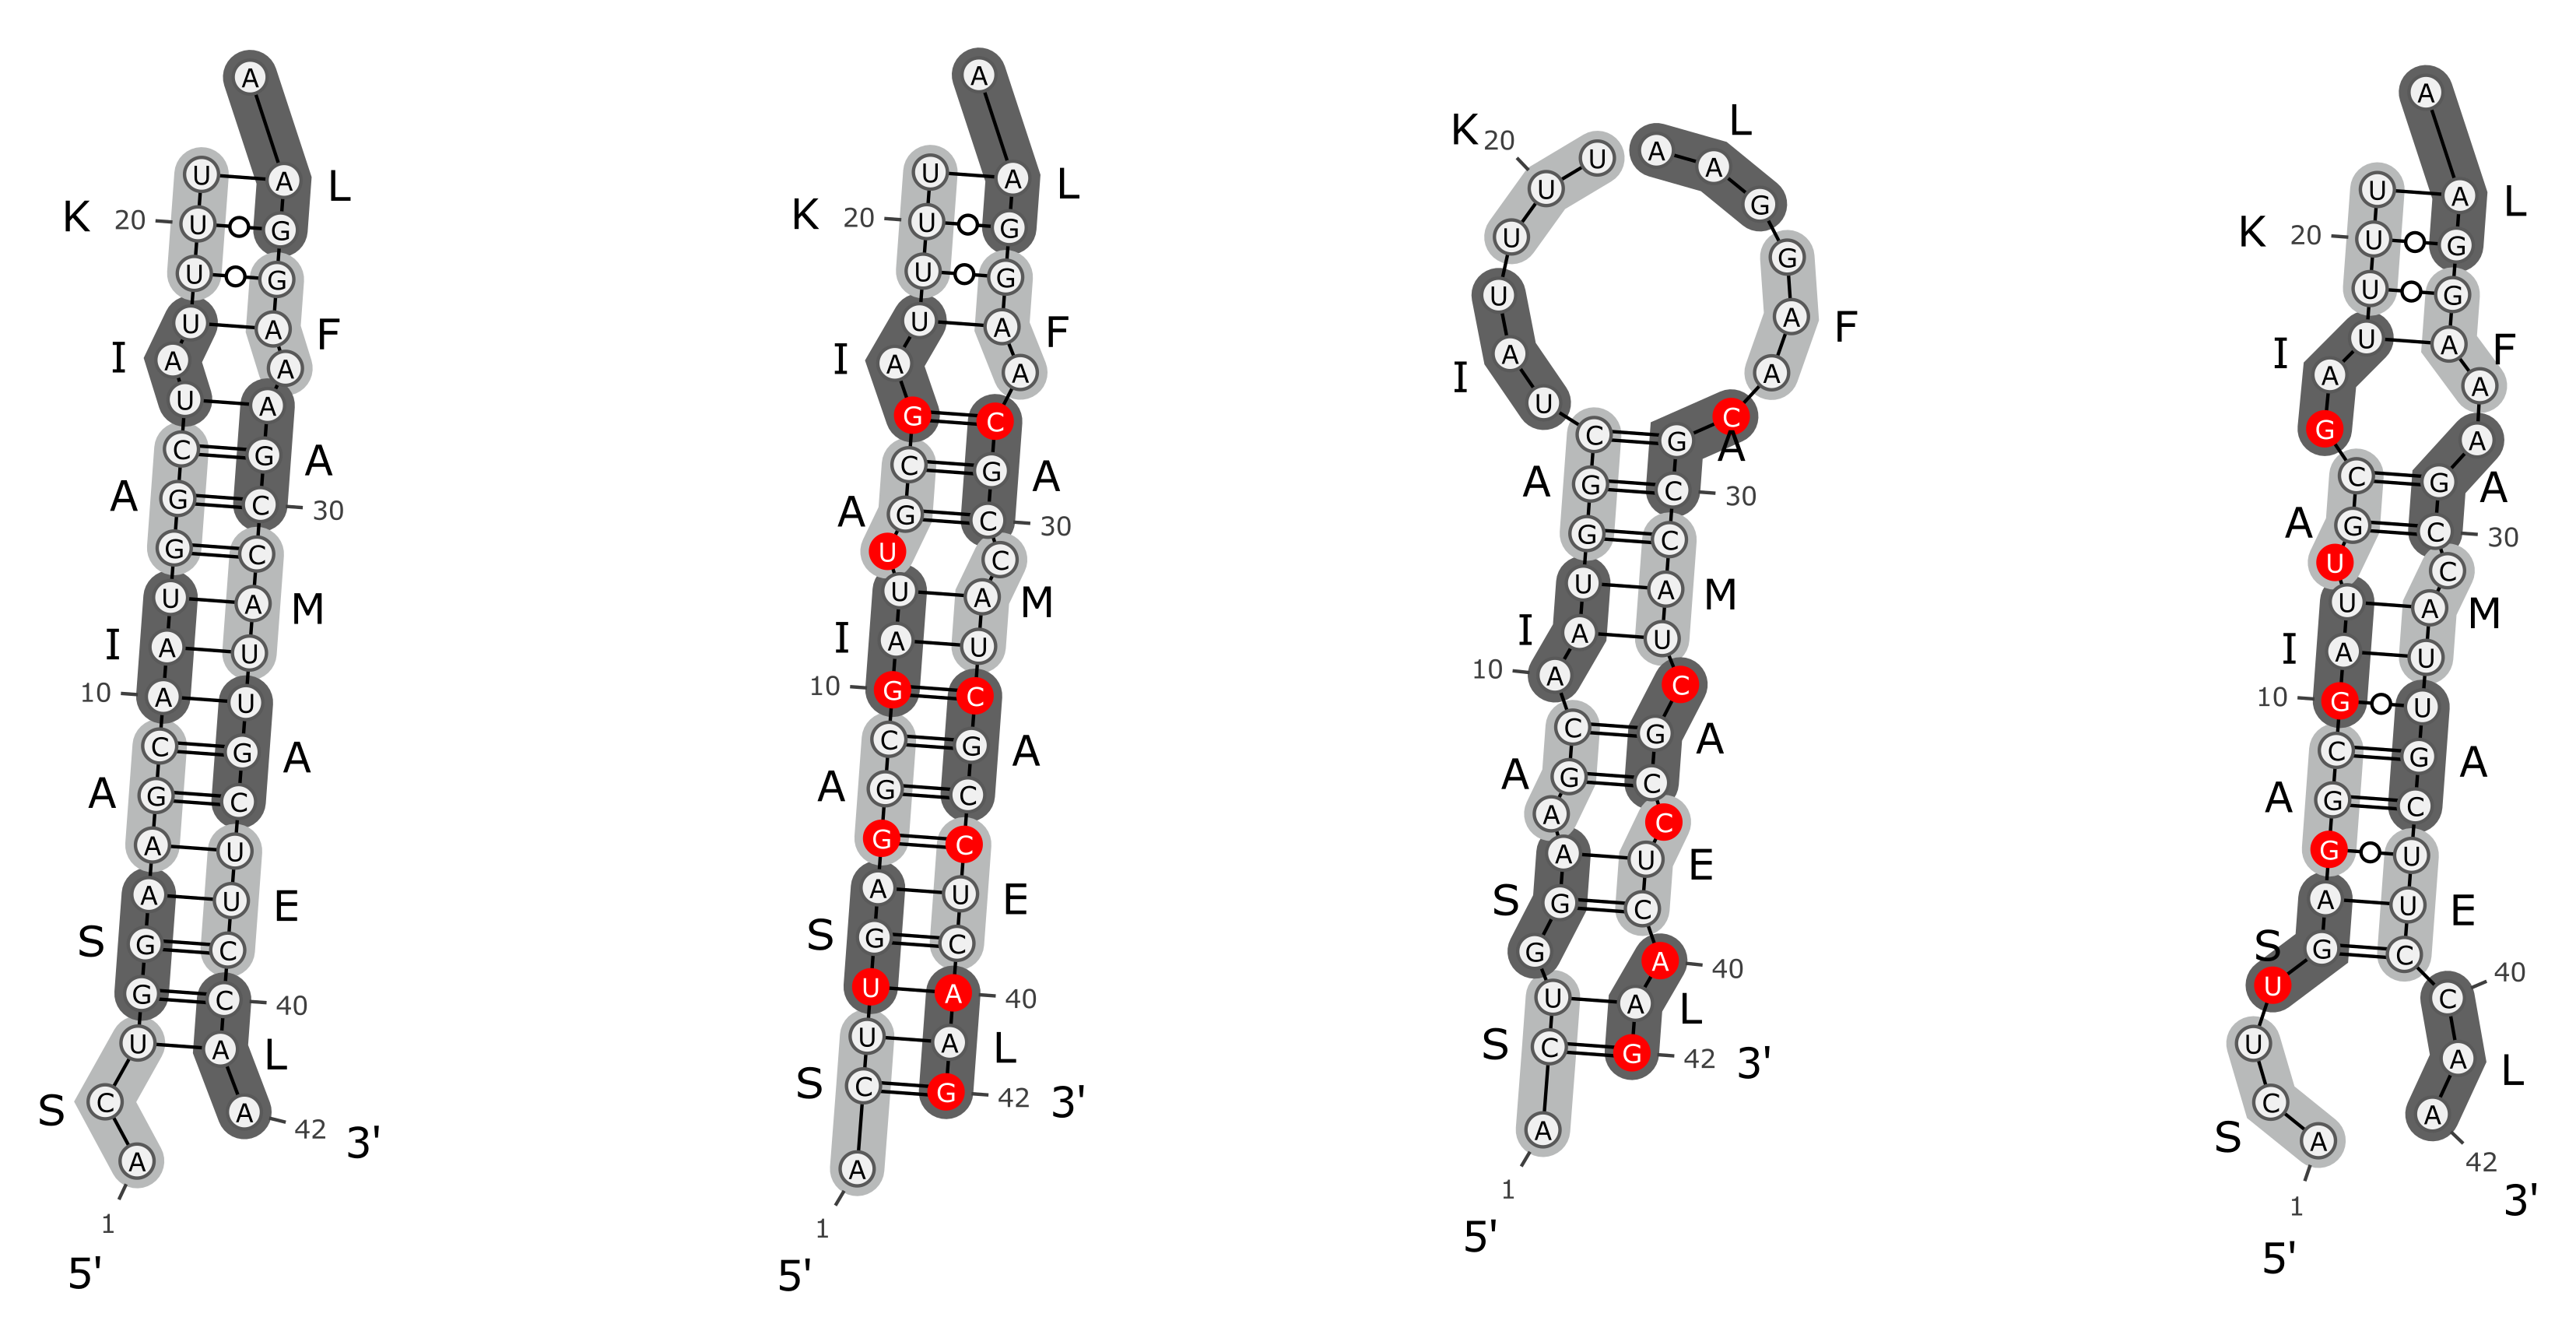 A
U A L
K 20 U G
U G
U A F
I A A
U A
C G A
A G C 30
G C
U A M
I A U
10 A U
C G A
A G C
A U
A U E
S G C
G C 40
U A L
S C A 42 3'
A
1
5'
A
U A L
K 20 U G
U G
U A F
I A A
G C
C G A
A G C 30
U C
U A M
I A U
10 G C
C G A
A G C
G C
A U E
S G C
U A 40
U A L
S C G 42 3'
A
1
5'
L
K 20 U A
U A
G
U G
U A F
A A
I U C
C G A
A G C 30
G C
U A M
I A U
10 A C
C G A
A G C
A C
A U E
S G C
G A 40
U A L
S C G 42 3'
A
1
5'
A
U A L
K 20 U G
U G
U A F
I A A
G A
C G A
A G C 30
U C
U A M
I A U
10 G U
C G A
A G C
G U
A U E
S G C
U C 40
U A L
C A
S A 42
1 3'
5'